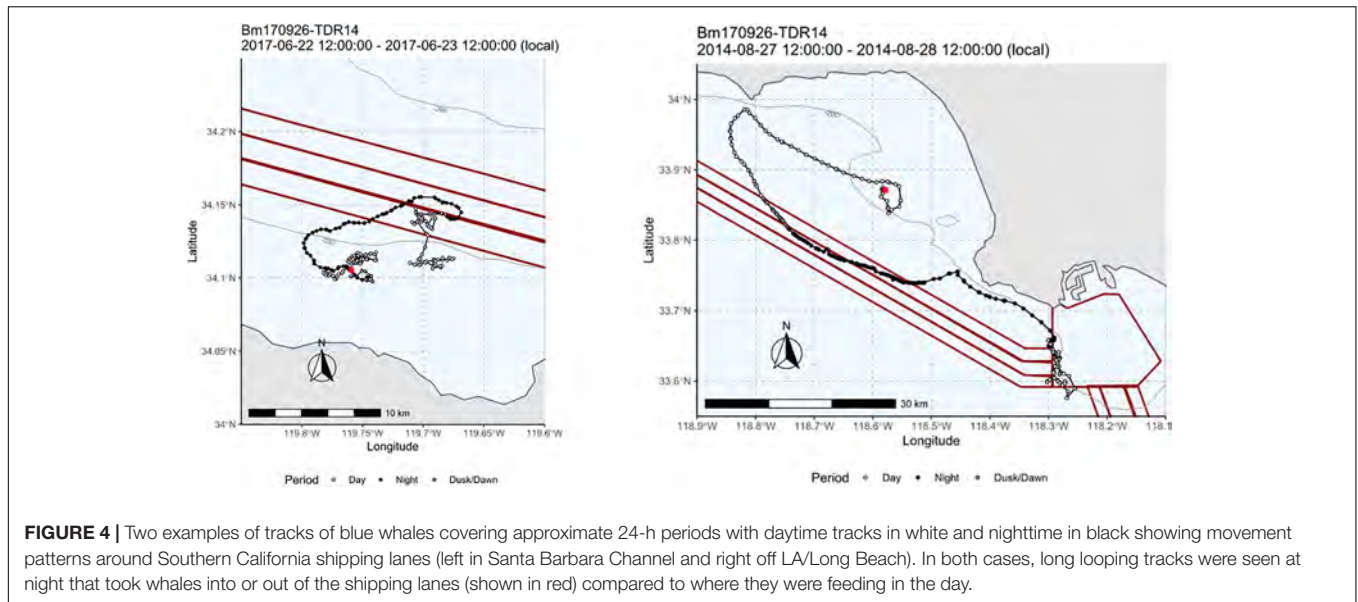 Bm170926-TDR14
2017-06-22 12:00:00 - 2017-06-23 12:00:00 (local)
34.2°N
34.15°N
34.1°N
34.05°N
34°N
Latitude
N
10 km
119.8°W
119.75°W
119.7°W
119.65°W
119.6°W
Longitude
Period Day Night Dusk/Dawn
Bm170926-TDR14
2014-08-27 12:00:00 - 2014-08-28 12:00:00 (local)
34°N
33.9°N
33.8°N
33.7°N
33.6°N
Latitude
N
30 km
118.9°W
118.8°W
118.7°W
118.6°W
118.5°W
118.4°W
118.3°W
118.2°W
118.1
Longitude
Period Day Night Dusk/Dawn
FIGURE 4 | Two examples of tracks of blue whales covering approximate 24-h periods with daytime tracks in white and nighttime in black showing movement
patterns around Southern California shipping lanes (left in Santa Barbara Channel and right off LA/Long Beach). In both cases, long looping tracks were seen at
night that took whales into or out of the shipping lanes (shown in red) compared to where they were feeding in the day.